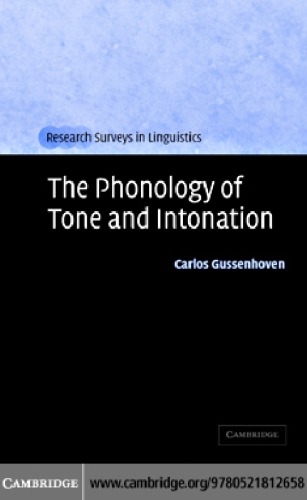 Research Surveys in Linguistics
The Phonology of
Tone and Intonation
Carlos Gussenhoven
CAMBRIDGE
CAMBRIDGE
www.cambridge.org/9780521812658